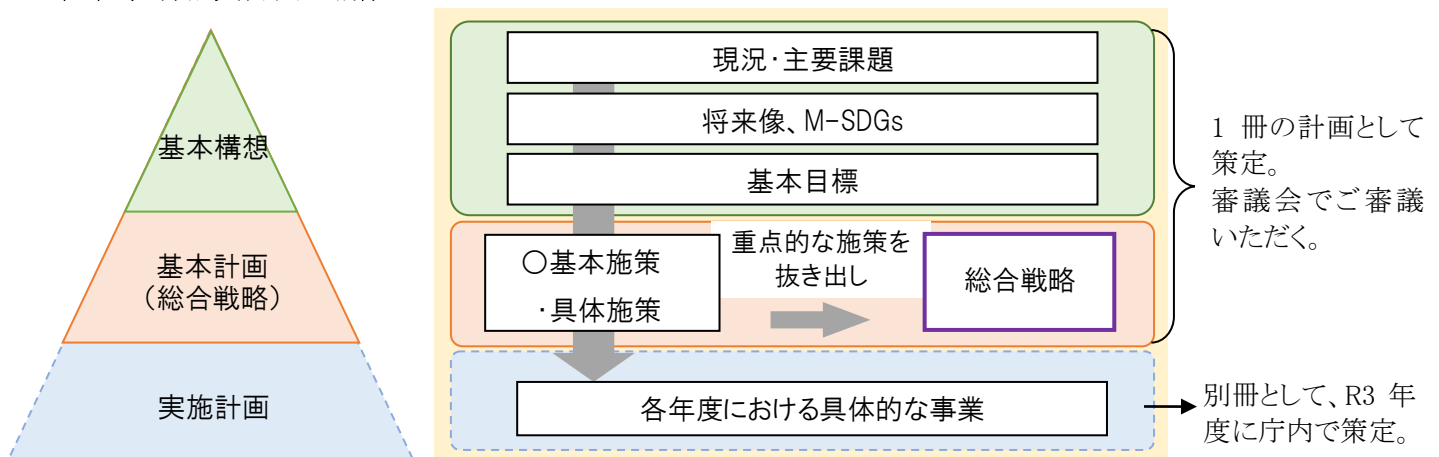 基本構想
基本計画
(総合戦略)
実施計画
現況・主要課題
将来像、M-SDGs
基本目標
○基本施策
・具体施策
重点的な施策を
抜き出し
総合戦略
各年度における具体的な事業
1 冊の計画として
策定。
審議会でご審議
いただく。
別冊として、R3 年
度に庁内で策定。